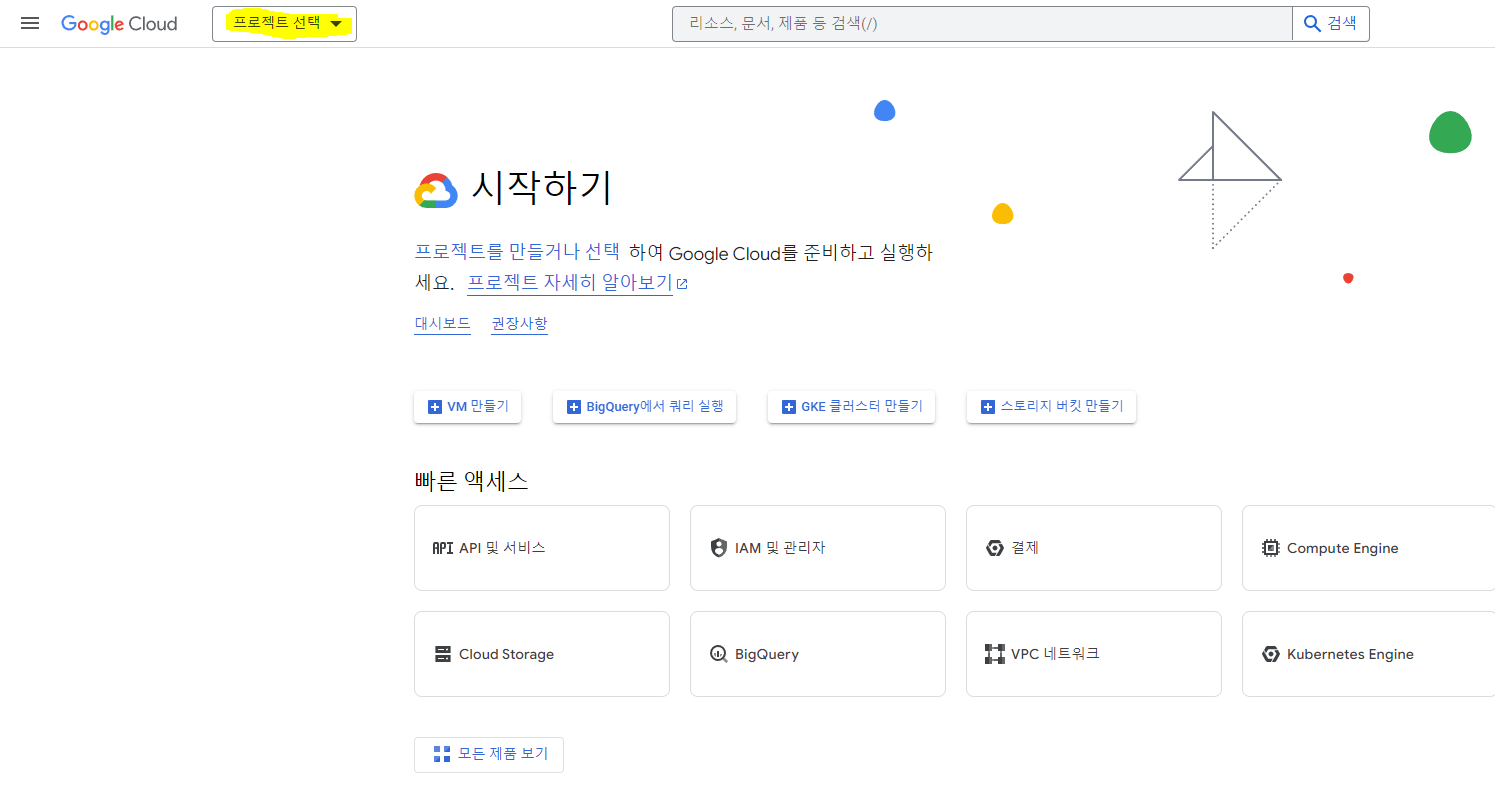 Google Cloud
프로젝트 선택
리소스, 문서, 제품 등 검색(/)
검색
시작하기
프로젝트를 만들거나 선택 하여 Google Cloud를 준비하고 실행하
세요. 프로젝트 자세히 알아보기
대시보드 권장사항
VM 만들기
BigQuery에서 쿼리 실행
GKE 클러스터 만들기
스토리지 버킷 만들기
빠른 액세스
API API 및 서비스
IAM 및 관리자
결제
Compute Engine
Cloud Storage
BigQuery
VPC 네트워크
Kubernetes Engine
모든 제품 보기